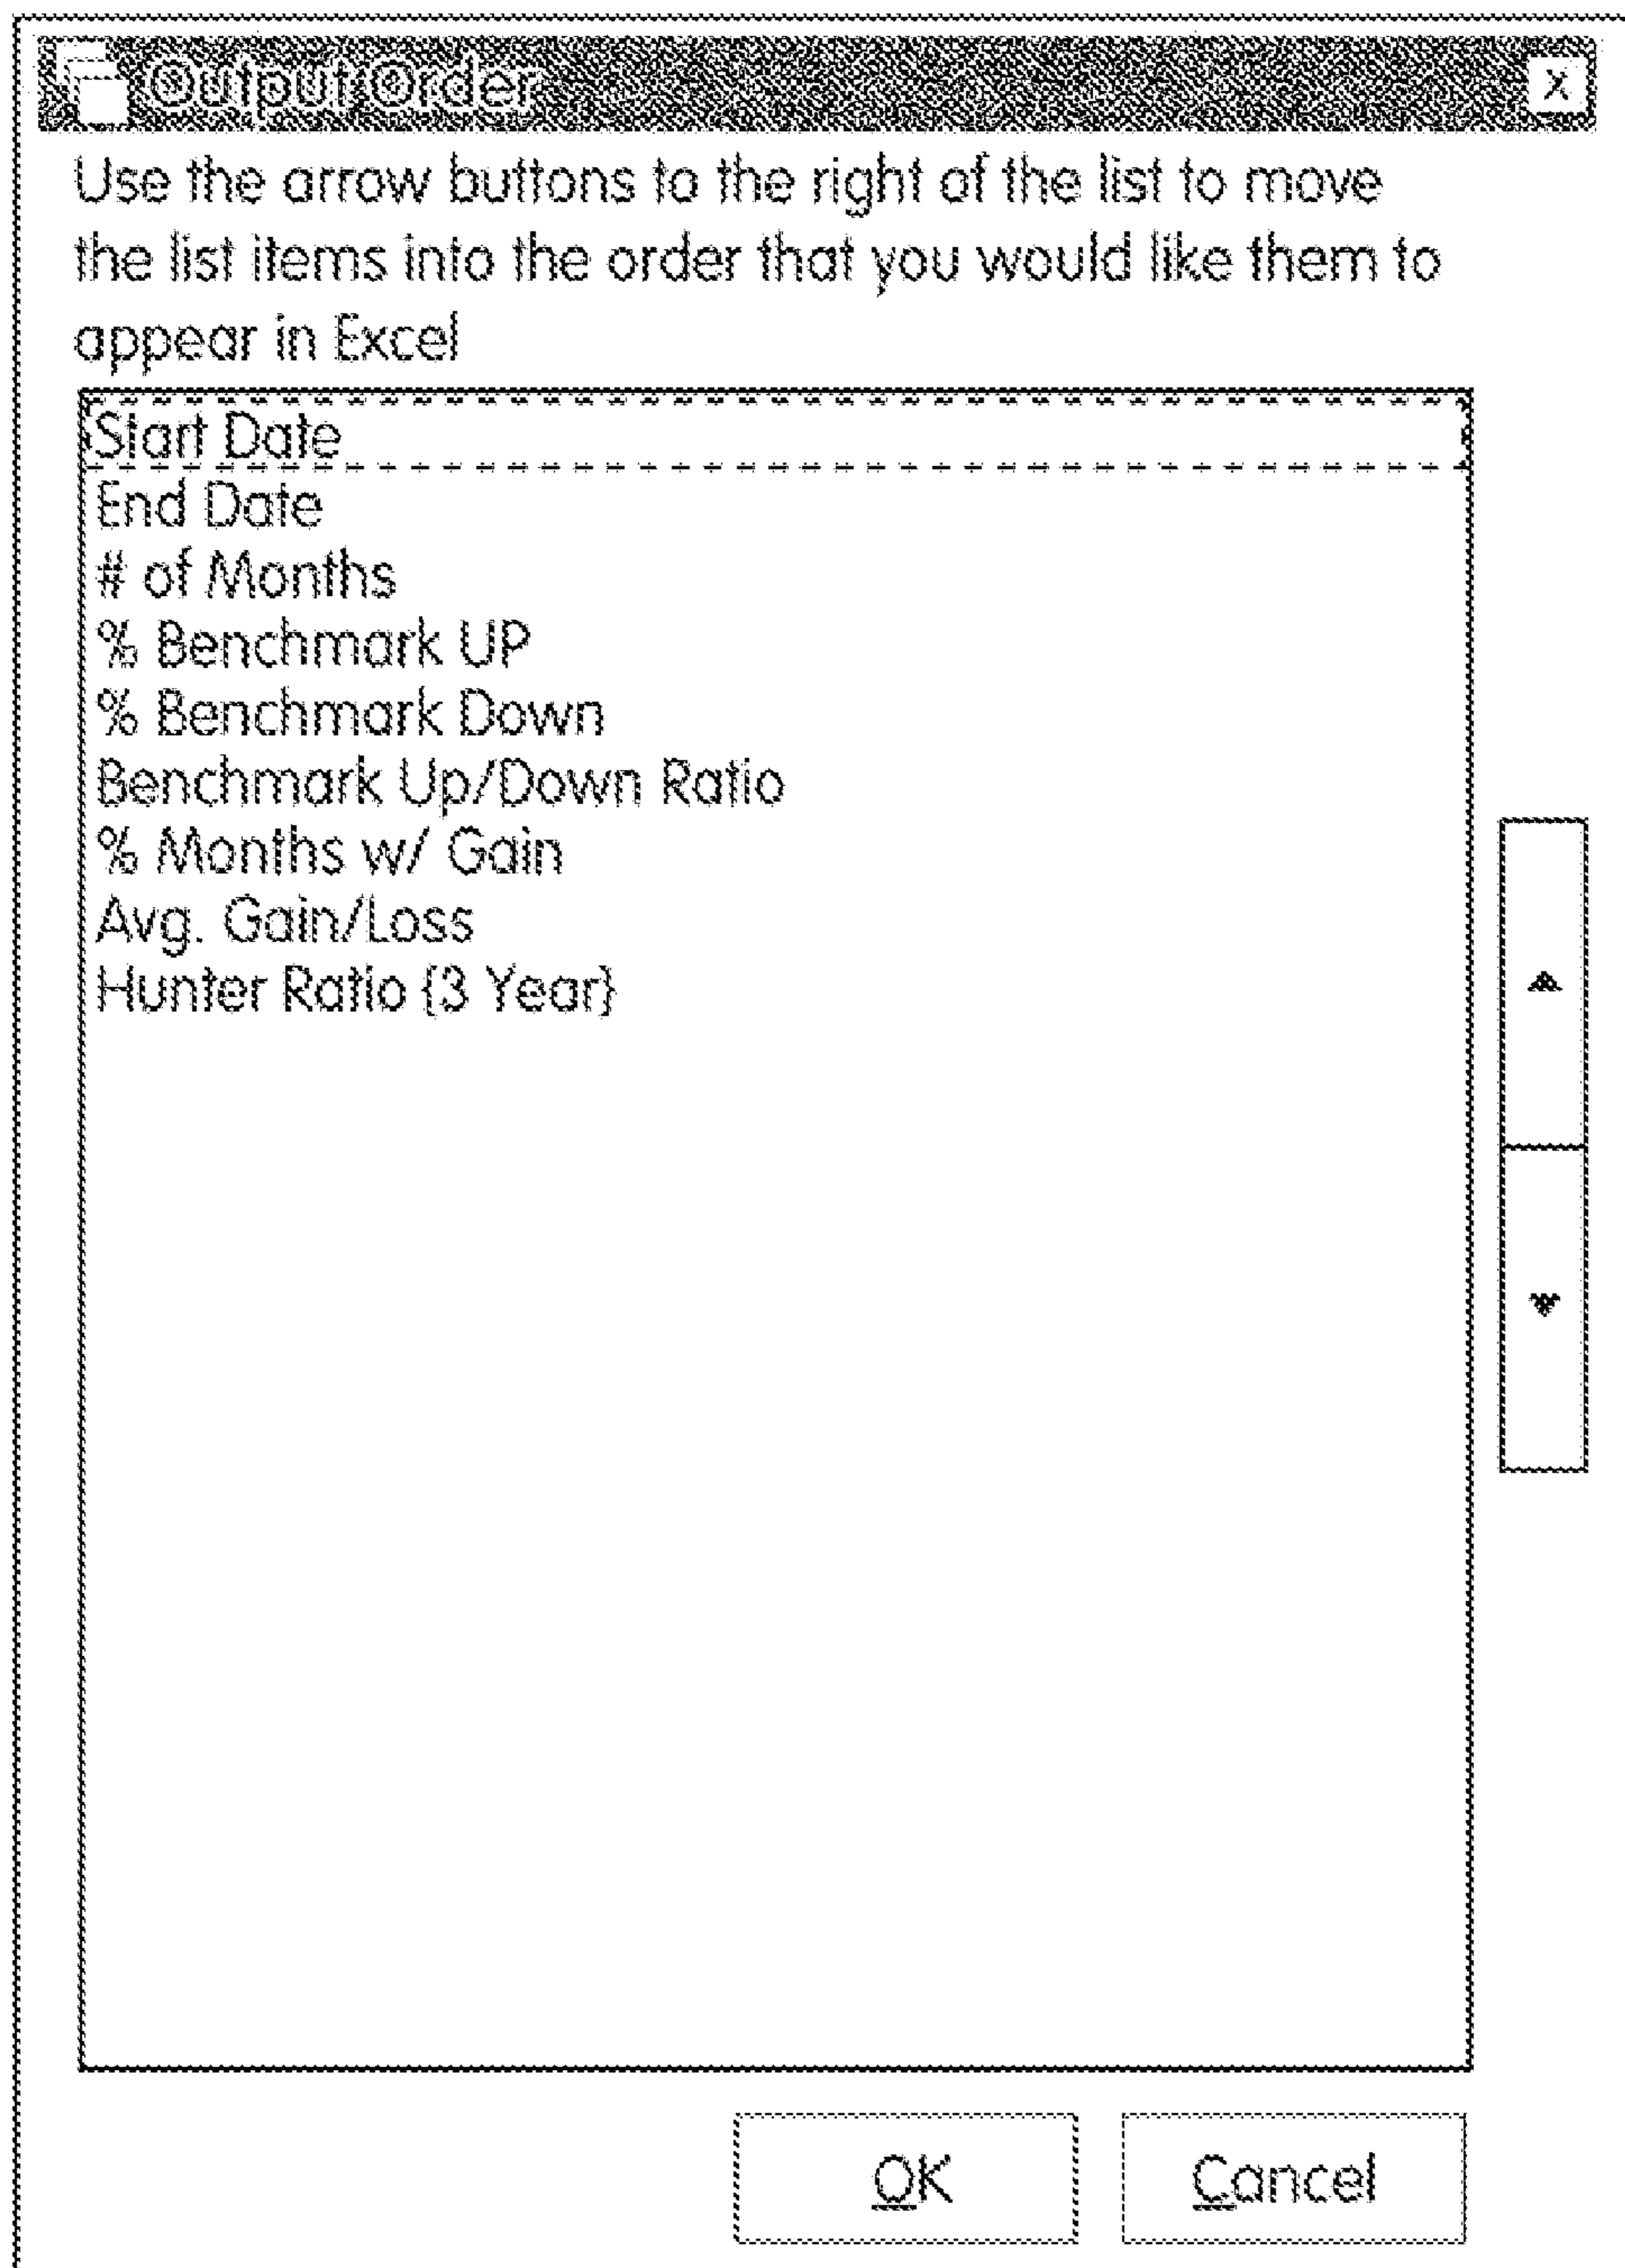 Output Order
X
Use the arrow buttons to the right of the list to move
the list items into the order that you would like them to
appear in Excel
Start Date
End Date
# of Months
% Benchmark UP
% Benchmark Down
Benchmark Up/Down Ratio
% Months w/ Gain
Avg. Gain/Loss
Hunter Ratio {3 Year}
OK
Cancel